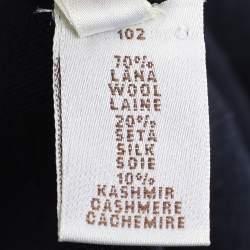 102
70%
LANA
WOOL
LAINE
20%
SETA
SILK
SOIE
10%
KASHMIR
CASHMERE
CACHEMIRE